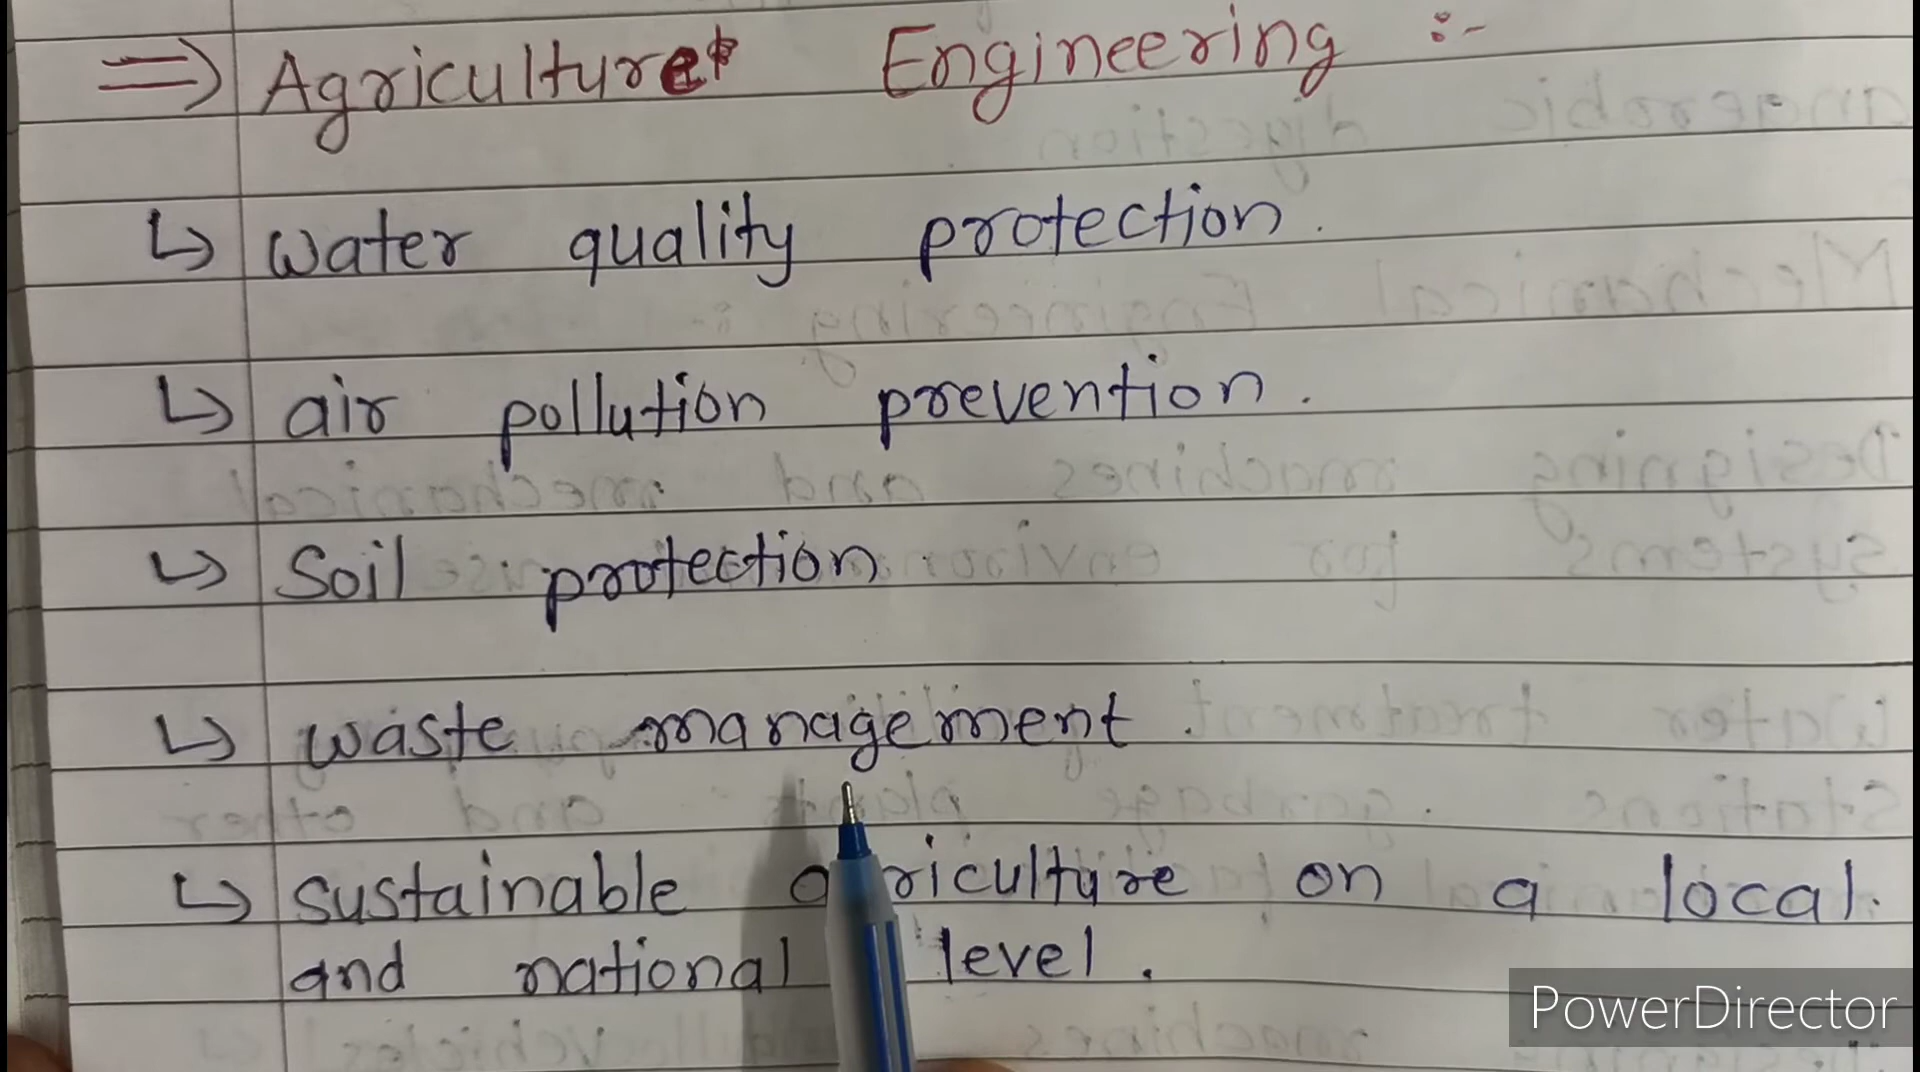 ⇒ Agriculture Engineering :-
↳ water quality protection.
↳ air pollution prevention.
↳ Soil protection
↳ waste management.
↳ sustainable agriculture on a local.
and national level.
PowerDirector